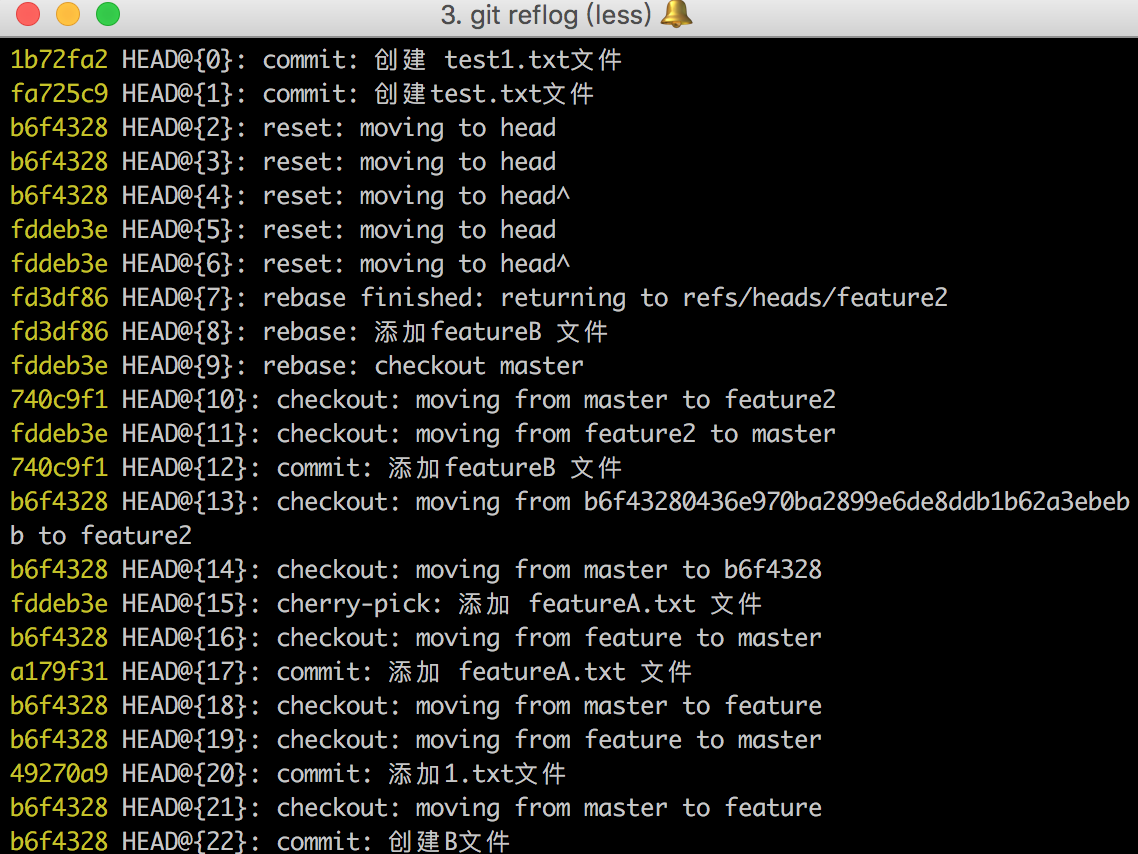 3. git reflog (less) 🔔
1b72fa2 HEAD@{0}: commit: 创建 test1.txt文件
fa725c9 HEAD@{1}: commit: 创建test.txt文件
b6f4328 HEAD@{2}: reset: moving to head
b6f4328 HEAD@{3}: reset: moving to head
b6f4328 HEAD@{4}: reset: moving to head^
fddeb3e HEAD@{5}: reset: moving to head
fddeb3e HEAD@{6}: reset: moving to head^
fd3df86 HEAD@{7}: rebase finished: returning to refs/heads/feature2
fd3df86 HEAD@{8}: rebase: 添加featureB 文件
fddeb3e HEAD@{9}: rebase: checkout master
740c9f1 HEAD@{10}: checkout: moving from master to feature2
fddeb3e HEAD@{11}: checkout: moving from feature2 to master
740c9f1 HEAD@{12}: commit: 添加featureB 文件
b6f4328 HEAD@{13}: checkout: moving from b6f43280436e970ba2899e6de8ddb1b62a3ebeb
b to feature2
b6f4328 HEAD@{14}: checkout: moving from master to b6f4328
fddeb3e HEAD@{15}: cherry-pick: 添加 featureA.txt 文件
b6f4328 HEAD@{16}: checkout: moving from feature to master
a179f31 HEAD@{17}: commit: 添加 featureA.txt 文件
b6f4328 HEAD@{18}: checkout: moving from master to feature
b6f4328 HEAD@{19}: checkout: moving from feature to master
49270a9 HEAD@{20}: commit: 添加1.txt文件
b6f4328 HEAD@{21}: checkout: moving from master to feature
b6f4328 HEAD@{22}: commit: 创建B文件